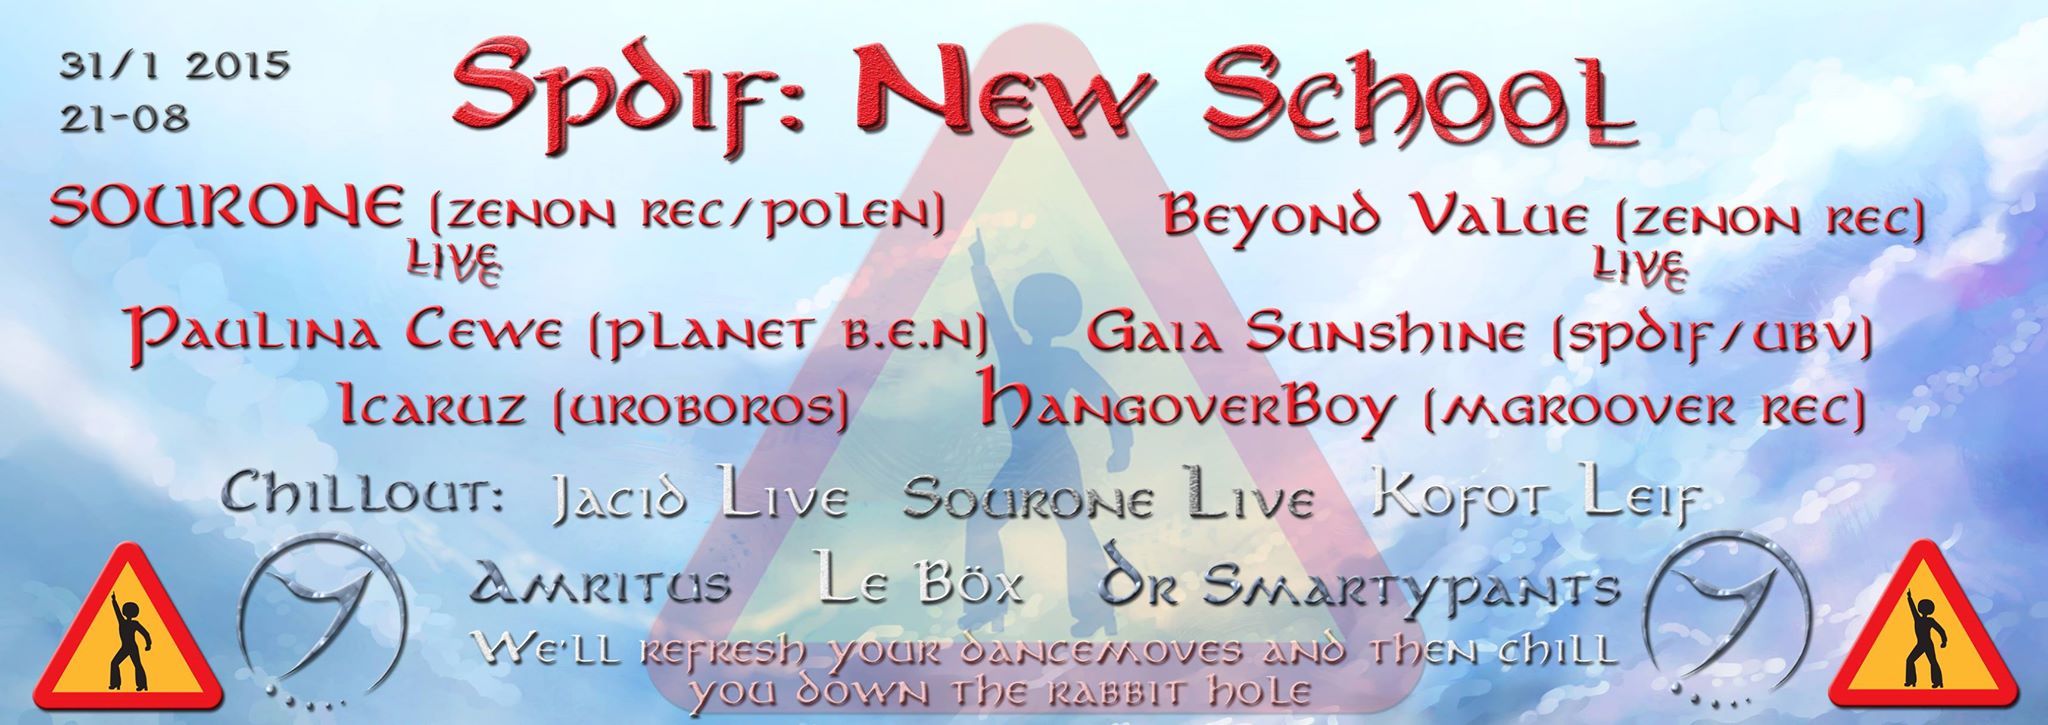 31/1 2015
21-08
Spdif: New School
SOURONE (ZENON REC/POLEN)
LIVE
Beyond Value (ZENON REC)
LIVE
Paulina Cewe (PLANET B.E.N)
Gaia Sunshine (SPDIF/UBV)
Icaruz (UROBOROS)
HangoverBoy (MGROOVER REC)
Chillout: Jacid Live Sourone Live Kofot Leif
Amritus Le Böx Dr Smartypants
We'll refresh your dancemoves and then chill
you down the rabbit hole